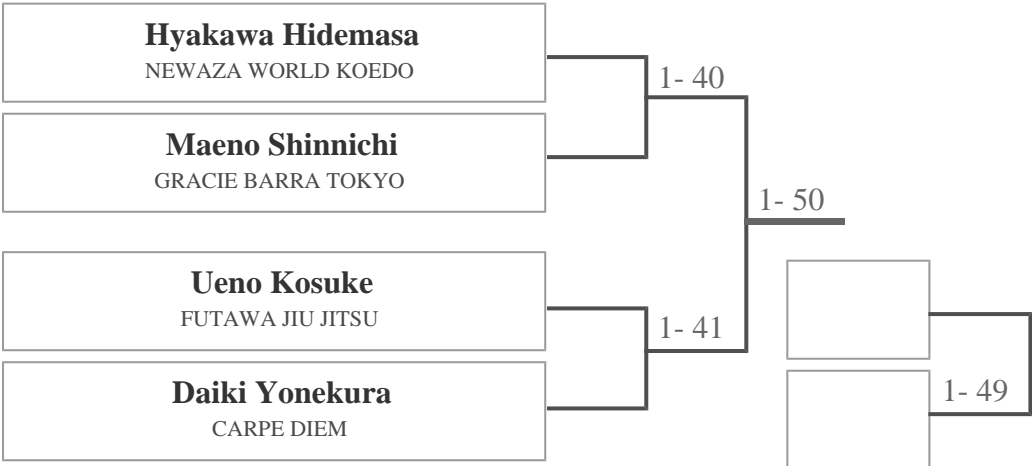 Hyakawa Hidemasa
NEWAZA WORLD KOEDO
1- 40
Maeno Shinnichi
GRACIE BARRA TOKYO
1- 50
Ueno Kosuke
FUTAWA JIU JITSU
1- 41
Daiki Yonekura
CARPE DIEM
1- 49